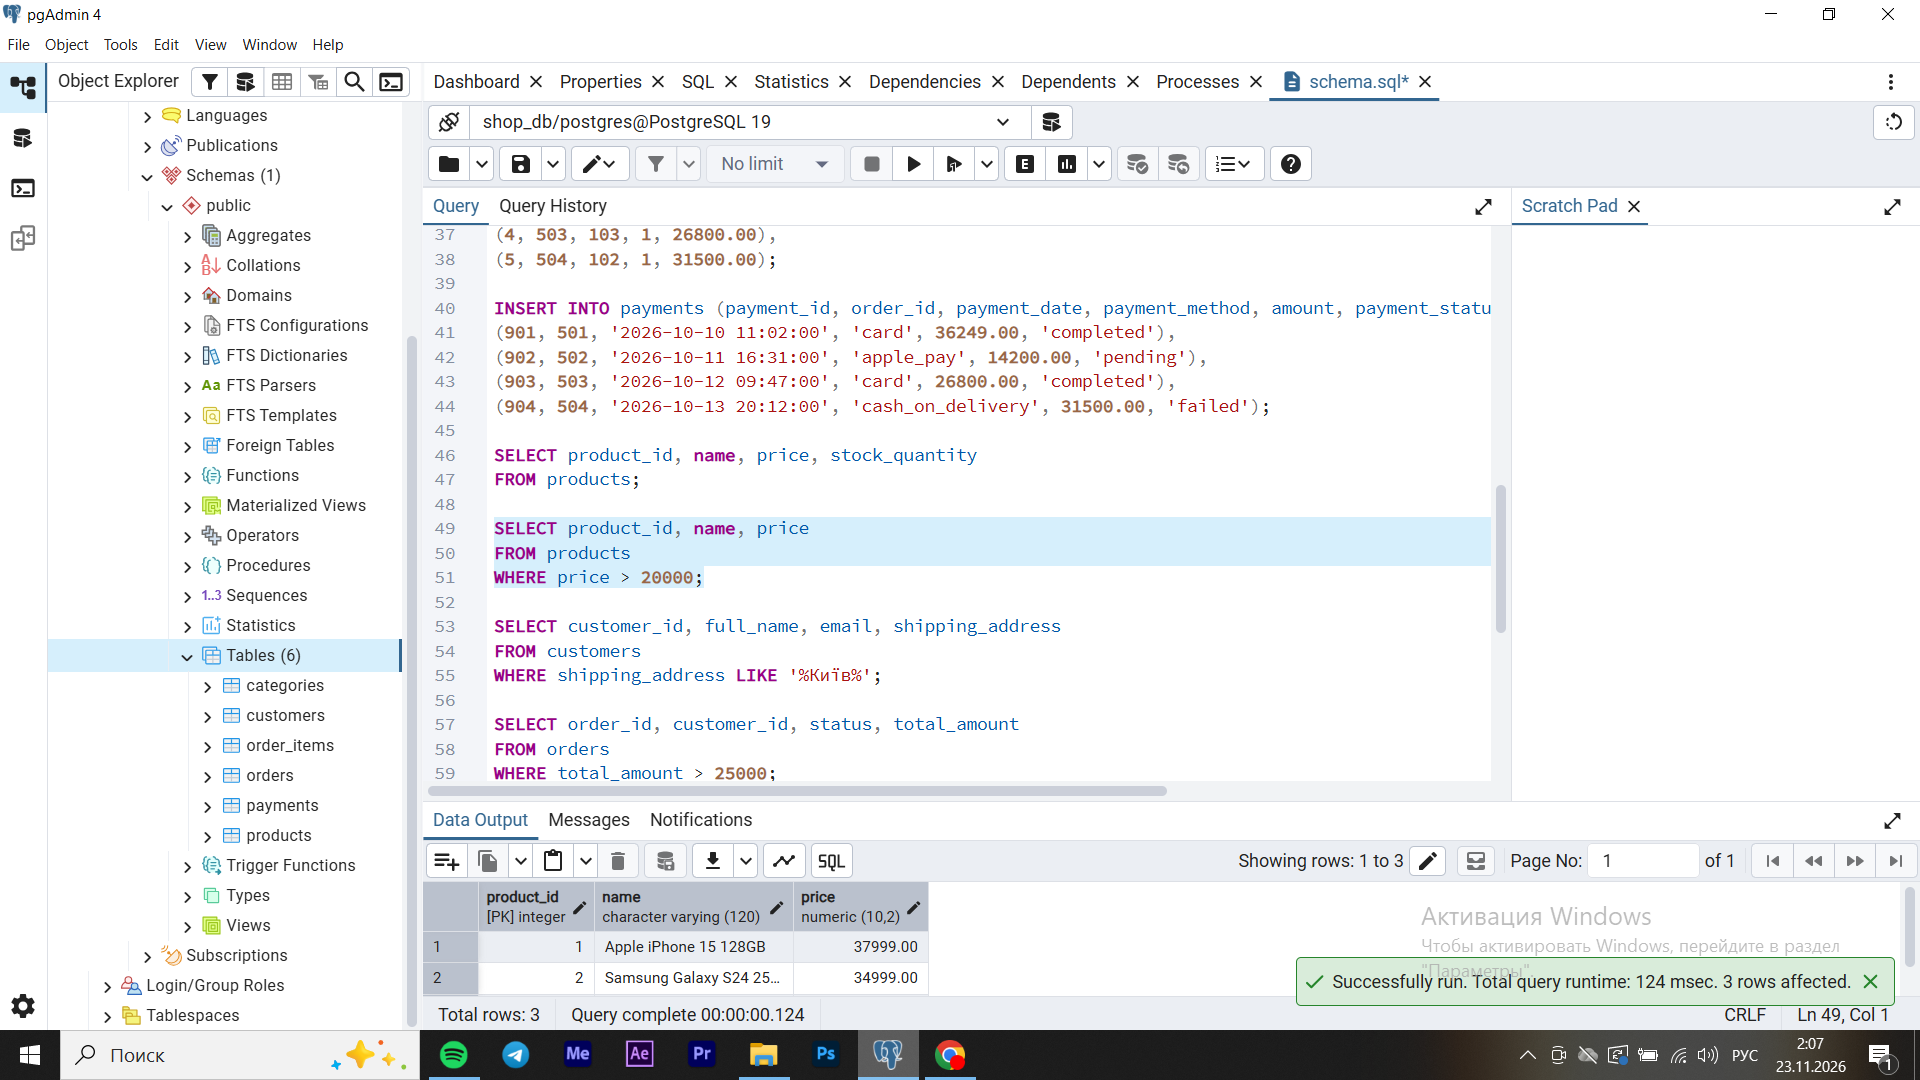 pgAdmin 4
File Object Tools Edit View Window Help
Object Explorer
Dashboard Properties SQL Statistics Dependencies Dependents Processes schema.sql*
Languages
Publications
Schemas (1)
public
Aggregates
Collations
Domains
FTS Configurations
FTS Dictionaries
Aa FTS Parsers
FTS Templates
Foreign Tables
Functions
Materialized Views
Operators
Procedures
1..3 Sequences
Statistics
Tables (6)
categories
customers
order_items
orders
payments
products
Trigger Functions
Types
Views
Subscriptions
Login/Group Roles
Tablespaces
shop_db/postgres@PostgreSQL 19
No limit
E
Query Query History
Scratch Pad
37 (4, 503, 103, 1, 26800.00),
38 (5, 504, 102, 1, 31500.00);
39
40 INSERT INTO payments (payment_id, order_id, payment_date, payment_method, amount, payment_statu
41 (901, 501, '2026-10-10 11:02:00', 'card', 36249.00, 'completed'),
42 (902, 502, '2026-10-11 16:31:00', 'apple_pay', 14200.00, 'pending'),
43 (903, 503, '2026-10-12 09:47:00', 'card', 26800.00, 'completed'),
44 (904, 504, '2026-10-13 20:12:00', 'cash_on_delivery', 31500.00, 'failed');
45
46 SELECT product_id, name, price, stock_quantity
47 FROM products;
48
49 SELECT product_id, name, price
50 FROM products
51 WHERE price > 20000;
52
53 SELECT customer_id, full_name, email, shipping_address
54 FROM customers
55 WHERE shipping_address LIKE '%Київ%';
56
57 SELECT order_id, customer_id, status, total_amount
58 FROM orders
59 WHERE total_amount > 25000;
Data Output Messages Notifications
SQL
Showing rows: 1 to 3 Page No: 1 of 1
product_id name price
[PK] integer character varying (120) numeric (10,2)
1 1 Apple iPhone 15 128GB 37999.00
2 2 Samsung Galaxy S24 25... 34999.00
Активация Windows
Чтобы активировать Windows, перейдите в раздел
"Параметры".
Successfully run. Total query runtime: 124 msec. 3 rows affected.
Total rows: 3 Query complete 00:00:00.124 CRLF Ln 49, Col 1
Поиск
Me Ae Pr Ps
РУС
2:07
23.11.2026
1